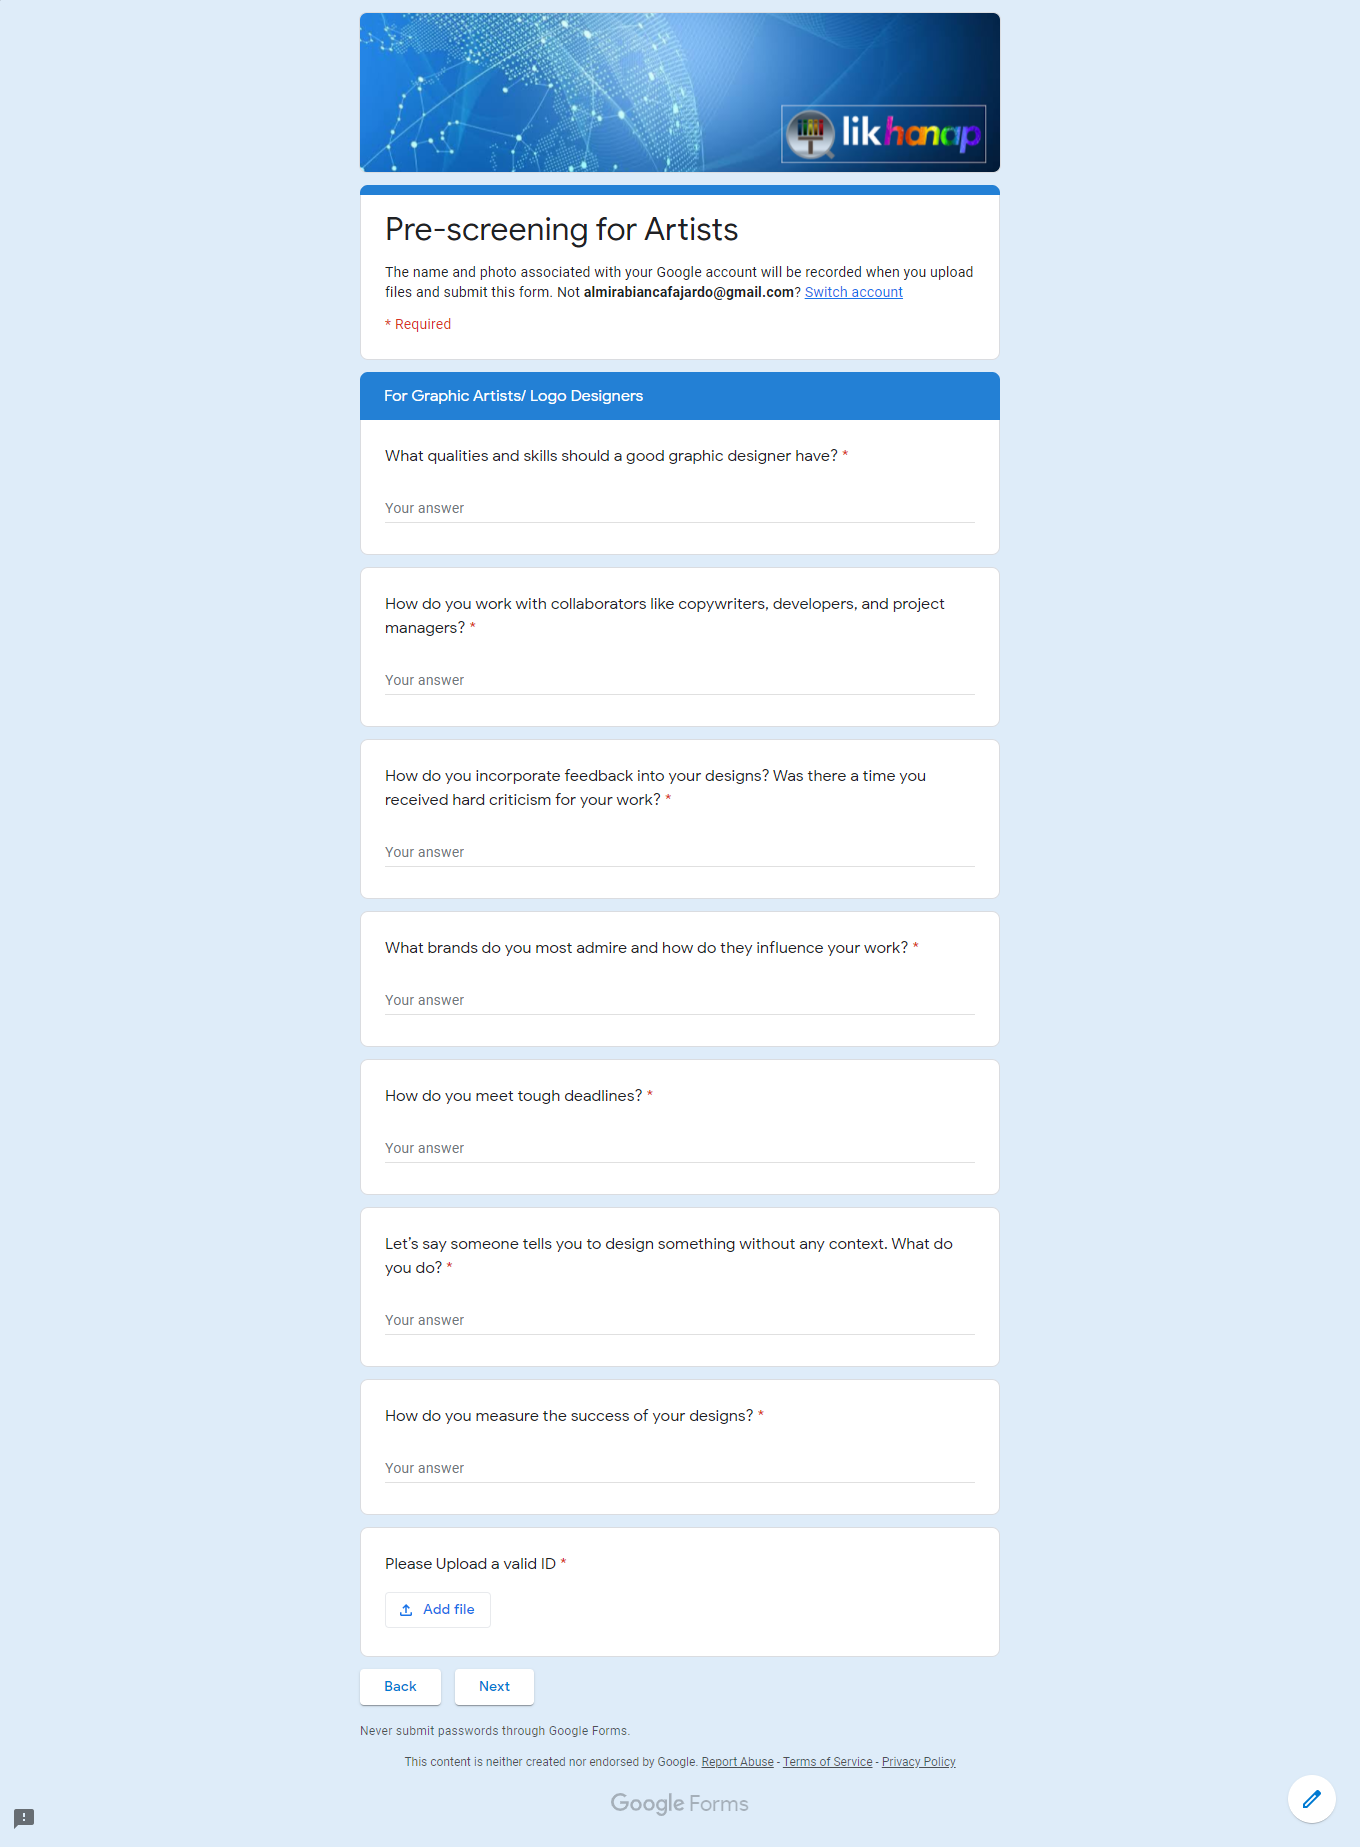 likhanap
Pre-screening for Artists
The name and photo associated with your Google account will be recorded when you upload
files and submit this form. Not almirabiancafajardo@gmail.com? Switch account
* Required
For Graphic Artists/ Logo Designers
What qualities and skills should a good graphic designer have? *
Your answer
How do you work with collaborators like copywriters, developers, and project
managers? *
Your answer
How do you incorporate feedback into your designs? Was there a time you
received hard criticism for your work? *
Your answer
What brands do you most admire and how do they influence your work? *
Your answer
How do you meet tough deadlines? *
Your answer
Let’s say someone tells you to design something without any context. What do
you do? *
Your answer
How do you measure the success of your designs? *
Your answer
Please Upload a valid ID *
Add file
Back Next
Never submit passwords through Google Forms.
This content is neither created nor endorsed by Google. Report Abuse - Terms of Service - Privacy Policy
Google Forms